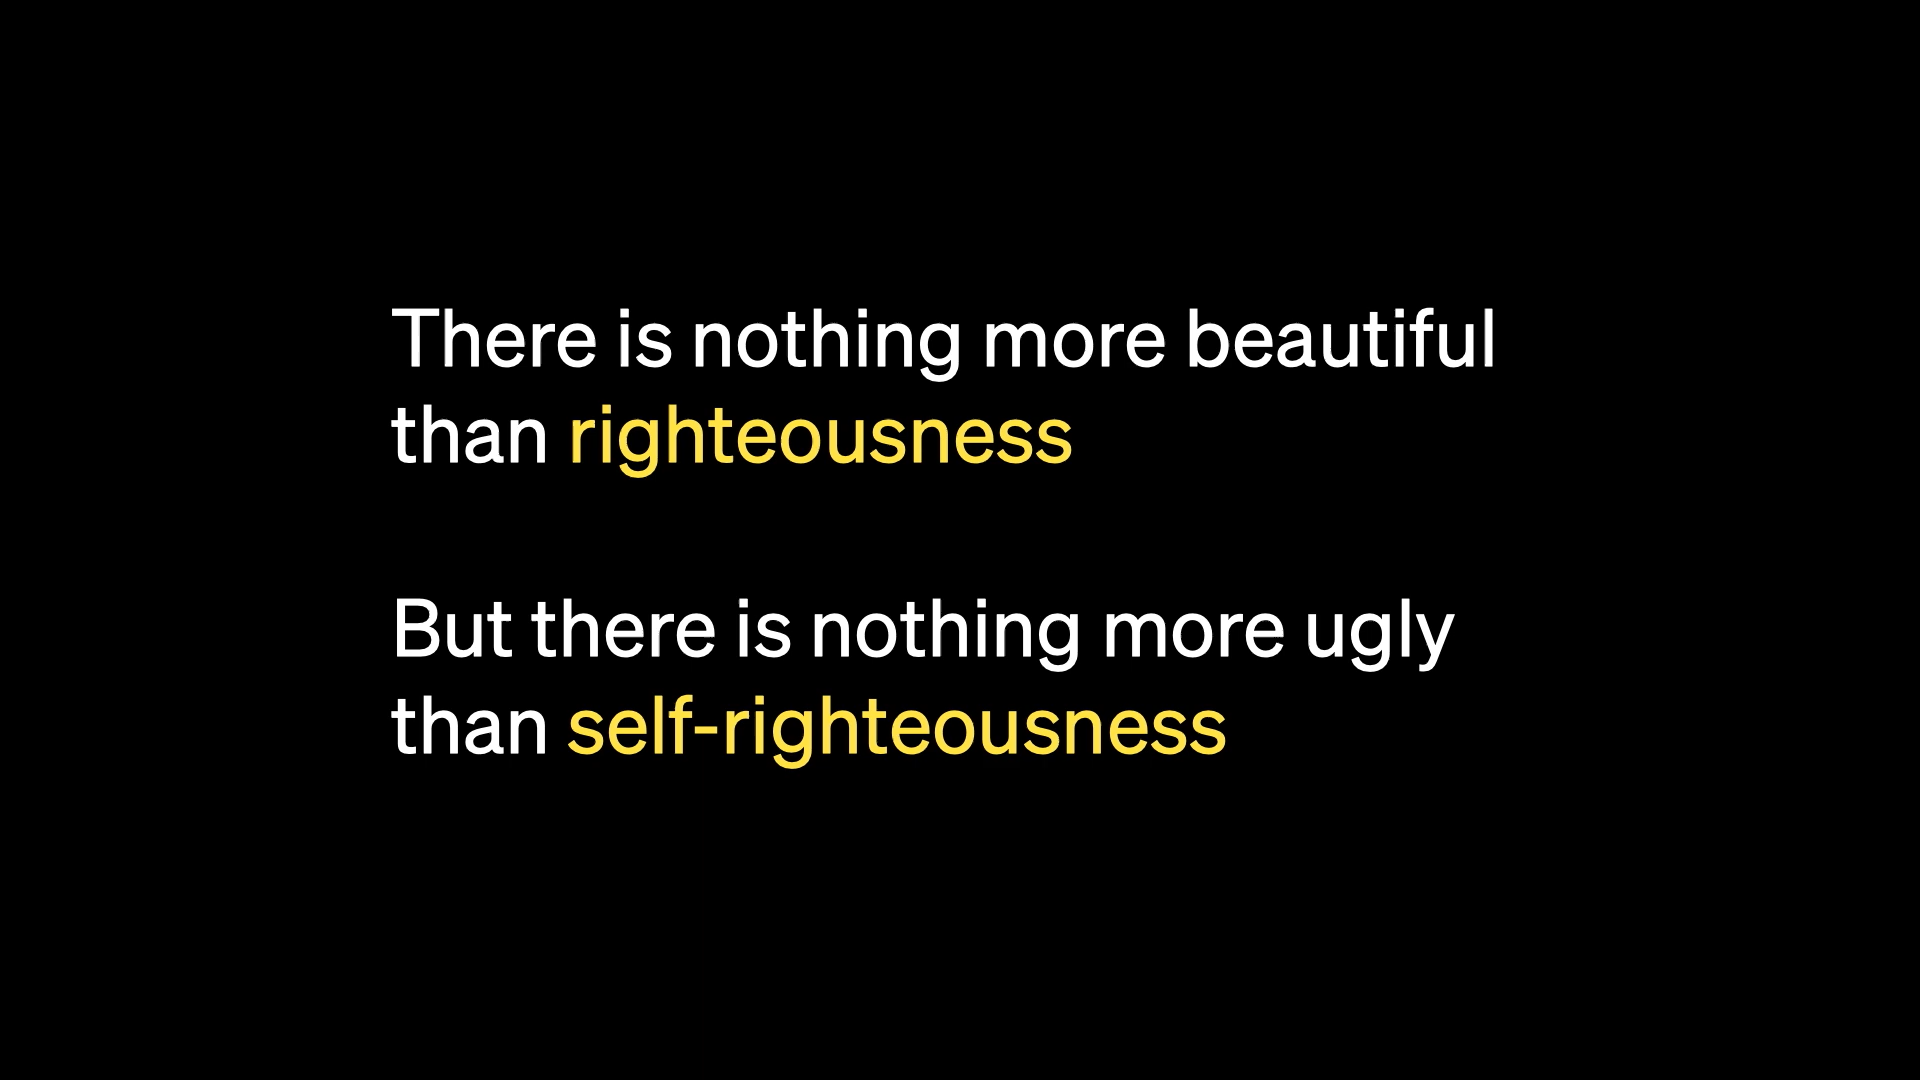 There is nothing more beautiful
than righteousness
But there is nothing more ugly
than self-righteousness